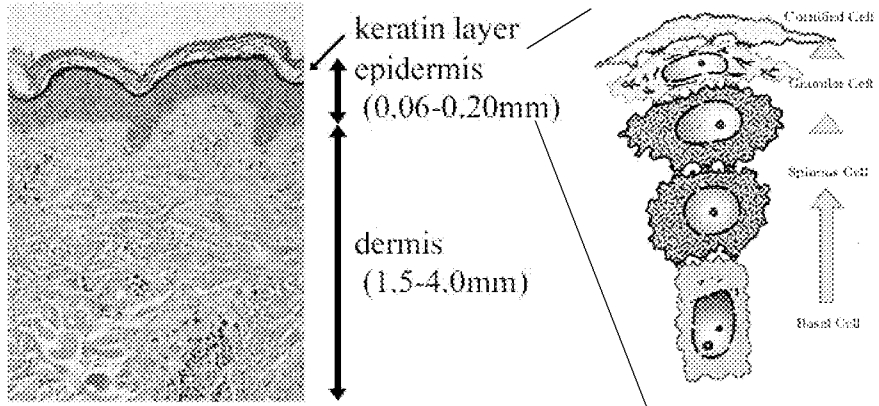 keratin layer
epidermis
(0.06-0.20mm)
dermis
(1.5-4.0mm)
Cornified Cell
Granular Cell
Spinous Cell
Basal Cell